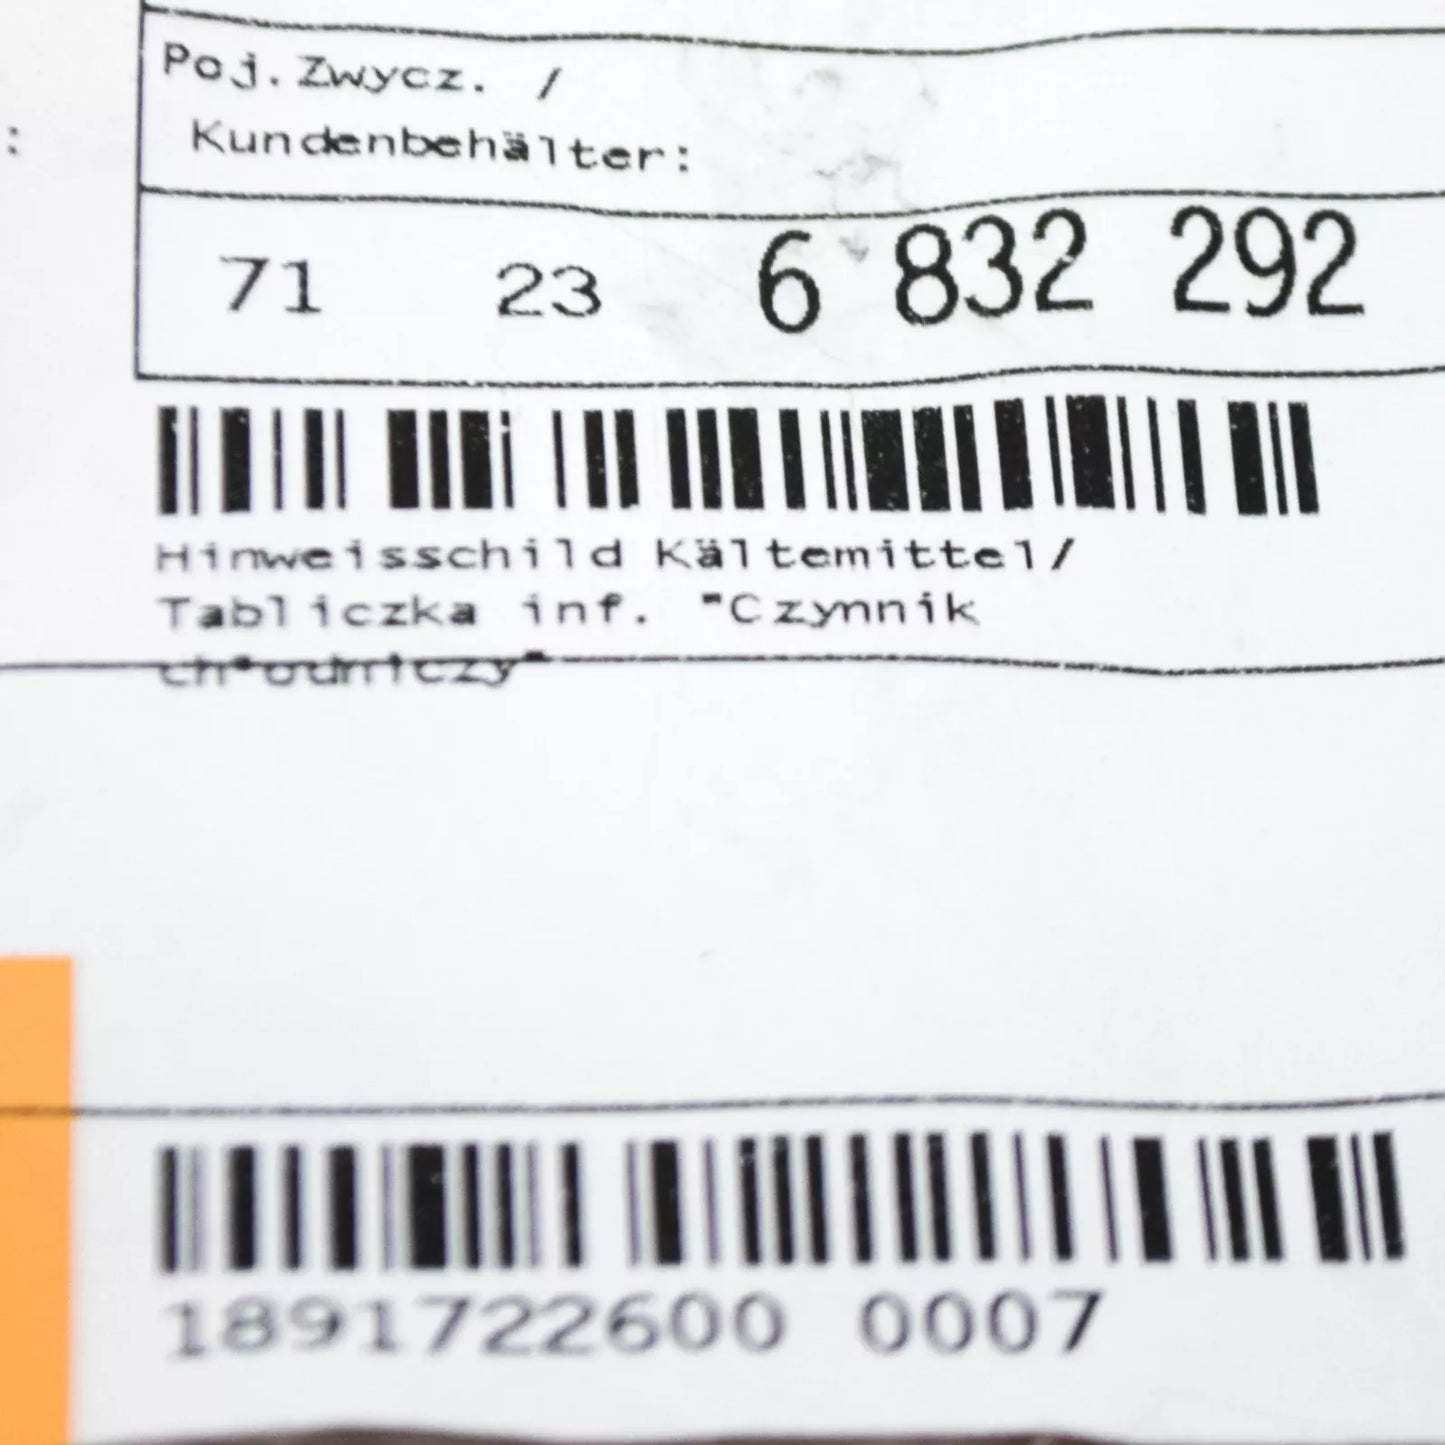 :
Poj.Zwycz. /
Kundenbehälter:
71 23 6 832 292
Hinweisschild Kältemittel/
Tabliczka inf. "Czynnik
1891722600 0007